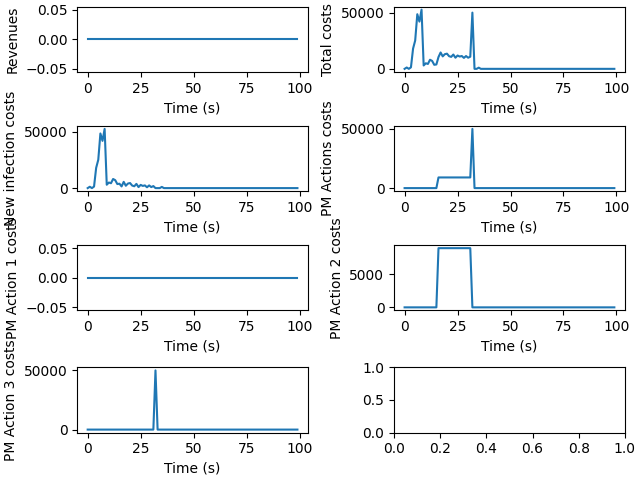 Revenues
0.05
0.00
−0.05
0 25 50 75 100
Time (s)
Total costs
50000
0
0 25 50 75 100
Time (s)
New infection costs
50000
0
0 25 50 75 100
Time (s)
PM Actions costs
50000
0
0 25 50 75 100
Time (s)
PM Action 1 costs
0.05
0.00
−0.05
0 25 50 75 100
Time (s)
PM Action 2 costs
5000
0
0 25 50 75 100
Time (s)
PM Action 3 costs
50000
0
0 25 50 75 100
Time (s)
1.0
0.5
0.0
0.0 0.2 0.4 0.6 0.8 1.0